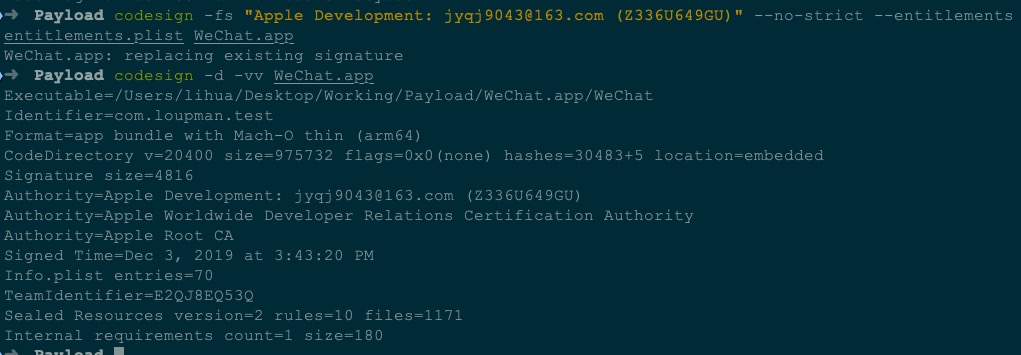 ➜ Payload codesign -fs "Apple Development: jyqj9043@163.com (Z336U649GU)" --no-strict --entitlements
entitlements.plist WeChat.app
WeChat.app: replacing existing signature
➜ Payload codesign -d -vv WeChat.app
Executable=/Users/lihua/Desktop/Working/Payload/WeChat.app/WeChat
Identifier=com.loupman.test
Format=app bundle with Mach-O thin (arm64)
CodeDirectory v=20400 size=975732 flags=0x0(none) hashes=30483+5 location=embedded
Signature size=4816
Authority=Apple Development: jyqj9043@163.com (Z336U649GU)
Authority=Apple Worldwide Developer Relations Certification Authority
Authority=Apple Root CA
Signed Time=Dec 3, 2019 at 3:43:20 PM
Info.plist entries=70
TeamIdentifier=E2QJ8EQ53Q
Sealed Resources version=2 rules=10 files=1171
Internal requirements count=1 size=180
➜ Payload